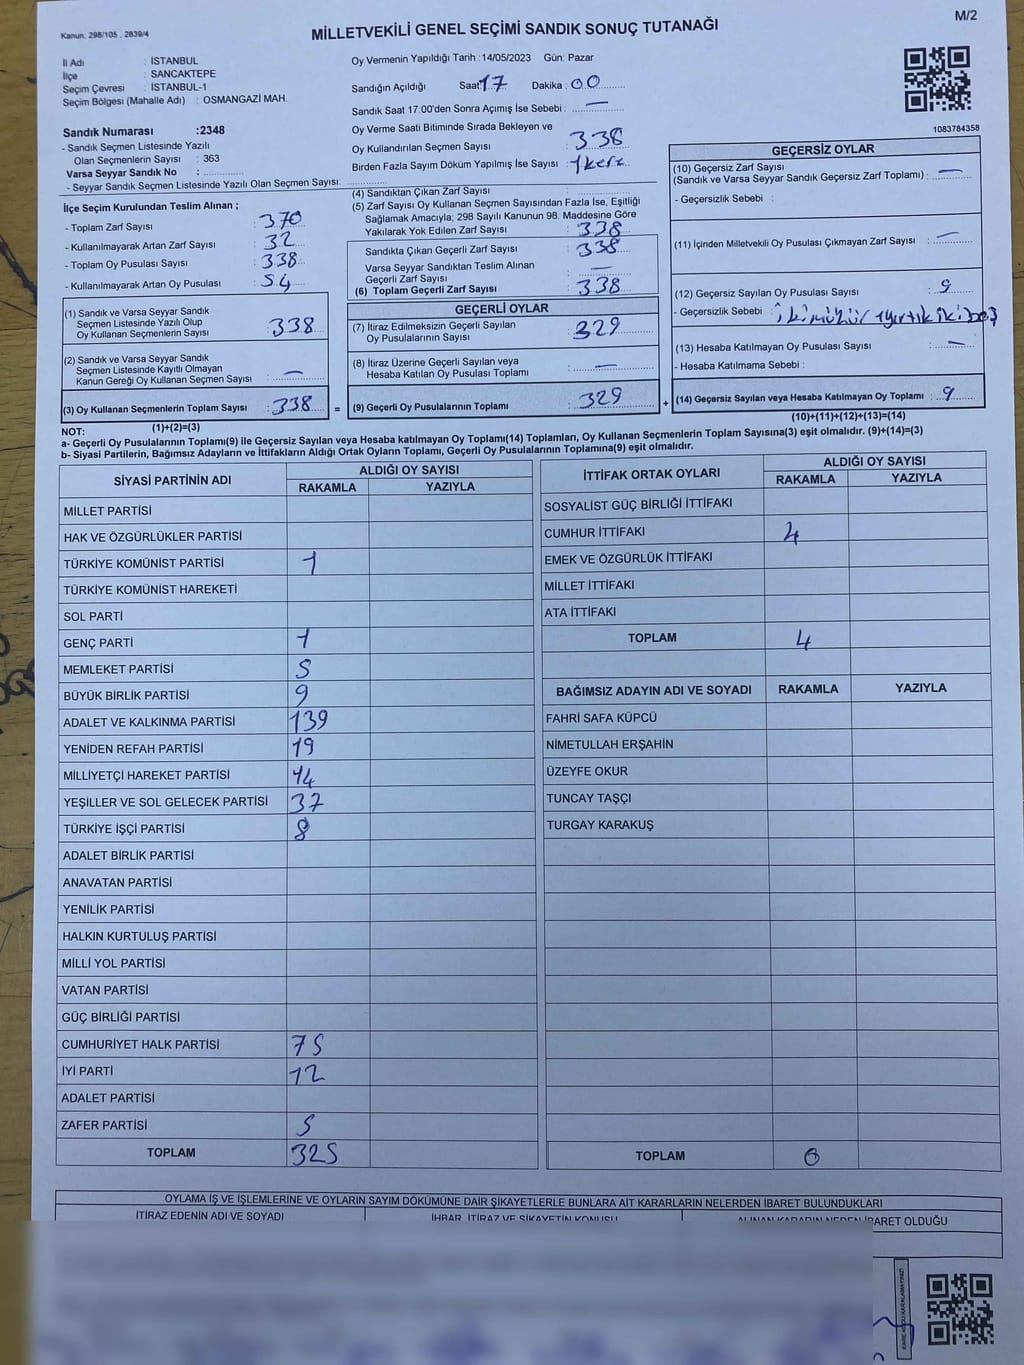 Kanun: 298/105 , 2839/4
MİLLETVEKİLİ GENEL SEÇİMİ SANDIK SONUÇ TUTANAĞI
M/2
İl Adı : İSTANBUL
İlçe : SANCAKTEPE
Seçim Çevresi : İSTANBUL-1
Seçim Bölgesi (Mahalle Adı) : OSMANGAZİ MAH.
Sandık Numarası :2348
- Sandık Seçmen Listesinde Yazılı
Olan Seçmenlerin Sayısı : 363
Varsa Seyyar Sandık No :
- Seyyar Sandık Seçmen Listesinde Yazılı Olan Seçmen Sayısı:
Oy Vermenin Yapıldığı Tarih :14/05/2023 Gün: Pazar
Sandığın Açıldığı Saat: 17 Dakika : 00
Sandık Saat 17:00'den Sonra Açımış İse Sebebi : —
Oy Verme Saati Bitiminde Sırada Bekleyen ve
Oy Kullandırılan Seçmen Sayısı : 338
Birden Fazla Sayım Döküm Yapılmış İse Sayısı : 1 kere
1083784358
İlçe Seçim Kurulundan Teslim Alınan ;
- Toplam Zarf Sayısı : 370
- Kullanılmayarak Artan Zarf Sayısı : 32
- Toplam Oy Pusulası Sayısı : 338
- Kullanılmayarak Artan Oy Pusulası : 54
(1) Sandık ve Varsa Seyyar Sandık
Seçmen Listesinde Yazılı Olup
Oy Kullanan Seçmenlerin Sayısı : 338
(2) Sandık ve Varsa Seyyar Sandık
Seçmen Listesinde Kayıtlı Olmayan
Kanun Gereği Oy Kullanan Seçmen Sayısı : —
(3) Oy Kullanan Seçmenlerin Toplam Sayısı : 338
(1)+(2)=(3)
(4) Sandıktan Çıkan Zarf Sayısı :
(5) Zarf Sayısı Oy Kullanan Seçmen Sayısından Fazla İse, Eşitliği
Sağlamak Amacıyla; 298 Sayılı Kanunun 98. Maddesine Göre
Yakılarak Yok Edilen Zarf Sayısı : 338
Sandıkta Çıkan Geçerli Zarf Sayısı : 338
Varsa Seyyar Sandıktan Teslim Alınan
Geçerli Zarf Sayısı : —
(6) Toplam Geçerli Zarf Sayısı : 338
GEÇERLİ OYLAR
(7) İtiraz Edilmeksizin Geçerli Sayılan
Oy Pusulalarının Sayısı : 329
(8) İtiraz Üzerine Geçerli Sayılan veya
Hesaba Katılan Oy Pusulası Toplamı : —
= (9) Geçerli Oy Pusulalarının Toplamı : 329 +
GEÇERSİZ OYLAR
(10) Geçersiz Zarf Sayısı
(Sandık ve Varsa Seyyar Sandık Geçersiz Zarf Toplamı) : —
- Geçersizlik Sebebi :
(11) İçinden Milletvekili Oy Pusulası Çıkmayan Zarf Sayısı : —
(12) Geçersiz Sayılan Oy Pusulası Sayısı : 9
- Geçersizlik Sebebi : iki mühür yırtık
(13) Hesaba Katılmayan Oy Pusulası Sayısı : —
- Hesaba Katılmama Sebebi :
(14) Geçersiz Sayılan veya Hesaba Katılmayan Oy Toplamı : 9
(10)+(11)+(12)+(13)=(14)
NOT:
a- Geçerli Oy Pusulalarının Toplamı(9) ile Geçersiz Sayılan veya Hesaba katılmayan Oy Toplamı(14) Toplamları, Oy Kullanan Seçmenlerin Toplam Sayısına(3) eşit olmalıdır. (9)+(14)=(3)
b- Siyasi Partilerin, Bağımsız Adayların ve İttifakların Aldığı Ortak Oyların Toplamı, Geçerli Oy Pusulalarının Toplamına(9) eşit olmalıdır.
SİYASİ PARTİNİN ADI
ALDIĞI OY SAYISI
RAKAMLA YAZIYLA
MİLLET PARTİSİ
HAK VE ÖZGÜRLÜKLER PARTİSİ
TÜRKİYE KOMÜNİST PARTİSİ 1
TÜRKİYE KOMÜNİST HAREKETİ
SOL PARTİ
GENÇ PARTİ 1
MEMLEKET PARTİSİ 5
BÜYÜK BİRLİK PARTİSİ 9
ADALET VE KALKINMA PARTİSİ 139
YENİDEN REFAH PARTİSİ 19
MİLLİYETÇİ HAREKET PARTİSİ 14
YEŞİLLER VE SOL GELECEK PARTİSİ 37
TÜRKİYE İŞÇİ PARTİSİ 8
ADALET BİRLİK PARTİSİ
ANAVATAN PARTİSİ
YENİLİK PARTİSİ
HALKIN KURTULUŞ PARTİSİ
MİLLİ YOL PARTİSİ
VATAN PARTİSİ
GÜÇ BİRLİĞİ PARTİSİ
CUMHURİYET HALK PARTİSİ 75
İYİ PARTİ 12
ADALET PARTİSİ
ZAFER PARTİSİ 5
TOPLAM 325
İTTİFAK ORTAK OYLARI
ALDIĞI OY SAYISI
RAKAMLA YAZIYLA
SOSYALİST GÜÇ BİRLİĞİ İTTİFAKI
CUMHUR İTTİFAKI 4
EMEK VE ÖZGÜRLÜK İTTİFAKI
MİLLET İTTİFAKI
ATA İTTİFAKI
TOPLAM 4
BAĞIMSIZ ADAYIN ADI VE SOYADI RAKAMLA YAZIYLA
FAHRİ SAFA KÜPCÜ
NİMETULLAH ERŞAHİN
ÜZEYFE OKUR
TUNCAY TAŞÇI
TURGAY KARAKUŞ
TOPLAM 0
OYLAMA İŞ VE İŞLEMLERİNE VE OYLARIN SAYIM DÖKÜMÜNE DAİR ŞİKAYETLERLE BUNLARA AİT KARARLARIN NELERDEN İBARET BULUNDUKLARI
İTİRAZ EDENİN ADI VE SOYADI
İHBAR, İTİRAZ VE ŞİKAYETİN KONUSU
ALINAN KARARIN NEDEN İBARET OLDUĞU